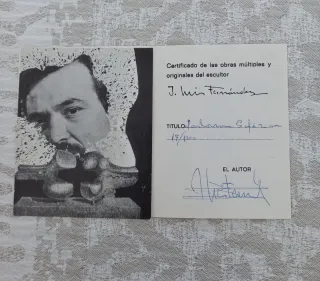 Certificado de las obras múltiples y
originales del escultor
J. Luis Fernández
TITULO
EL AUTOR